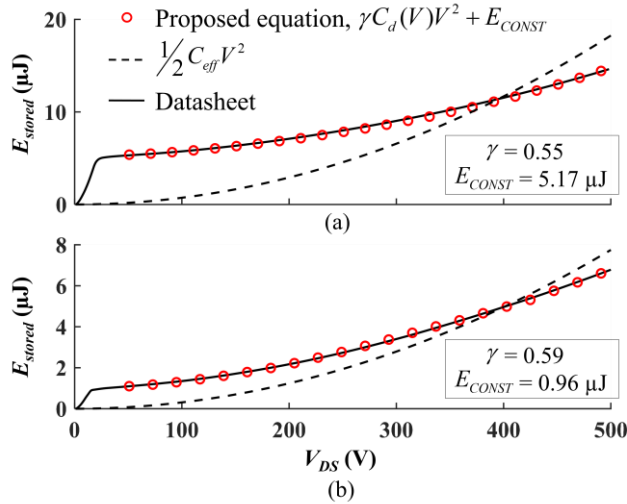 20
10
0
E_stored (μJ)
Proposed equation, γC_d(V)V² + E_CONST
1/2 C_eff V²
Datasheet
γ = 0.55
E_CONST = 5.17 μJ
(a)
8
6
4
2
0
E_stored (μJ)
γ = 0.59
E_CONST = 0.96 μJ
0 100 200 300 400 500
V_DS (V)
(b)